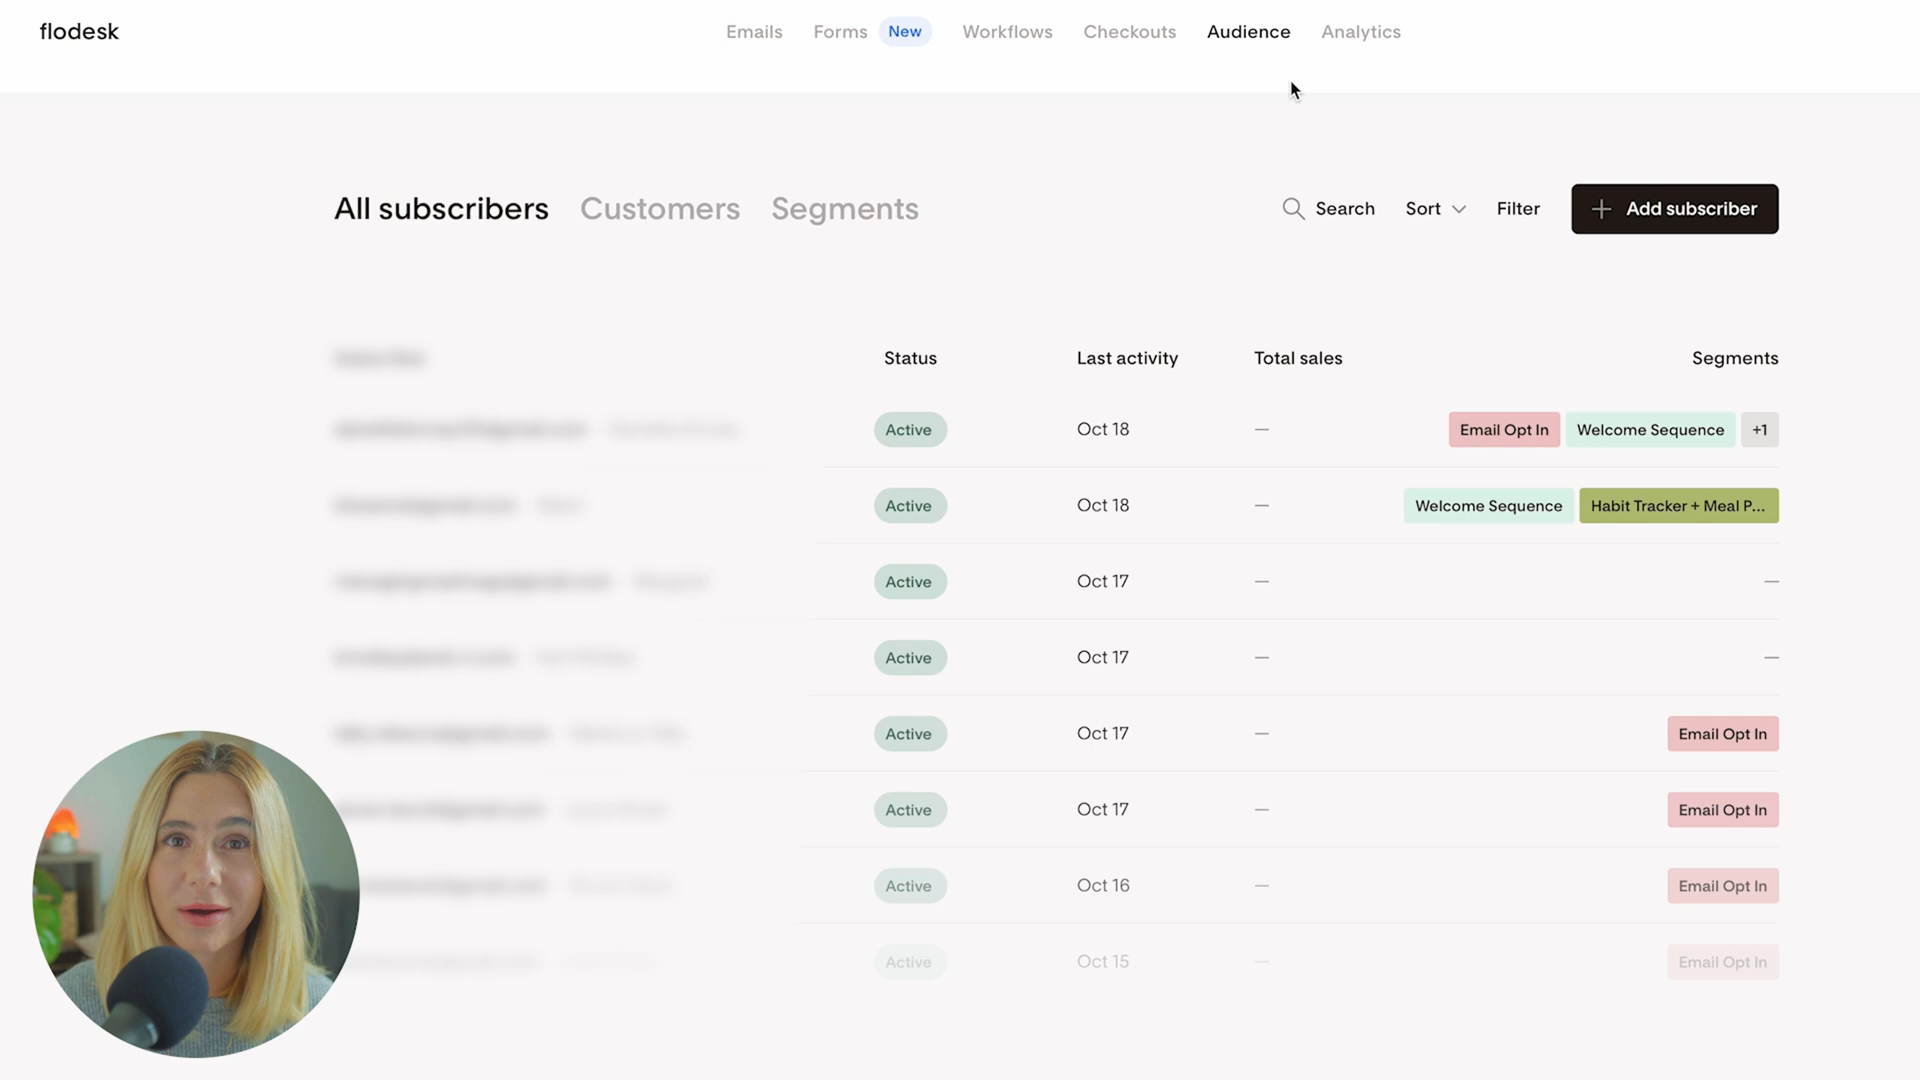 flodesk
Emails Forms New Workflows Checkouts Audience Analytics
All subscribers Customers Segments Search Sort Filter + Add subscriber
Status Last activity Total sales Segments
Active Oct 18 — Email Opt In Welcome Sequence +1
Active Oct 18 — Welcome Sequence Habit Tracker + Meal P...
Active Oct 17 — —
Active Oct 17 — —
Active Oct 17 — Email Opt In
Active Oct 17 — Email Opt In
Active Oct 16 — Email Opt In
Active Oct 15 — Email Opt In